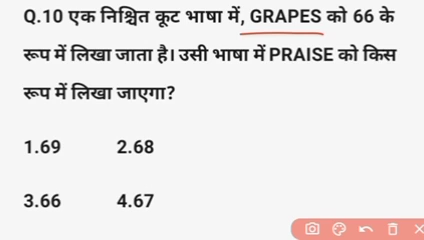 Q.10 एक निश्चित कूट भाषा में, GRAPES को 66 के
रूप में लिखा जाता है। उसी भाषा में PRAISE को किस
रूप में लिखा जाएगा?
1.69 2.68
3.66 4.67